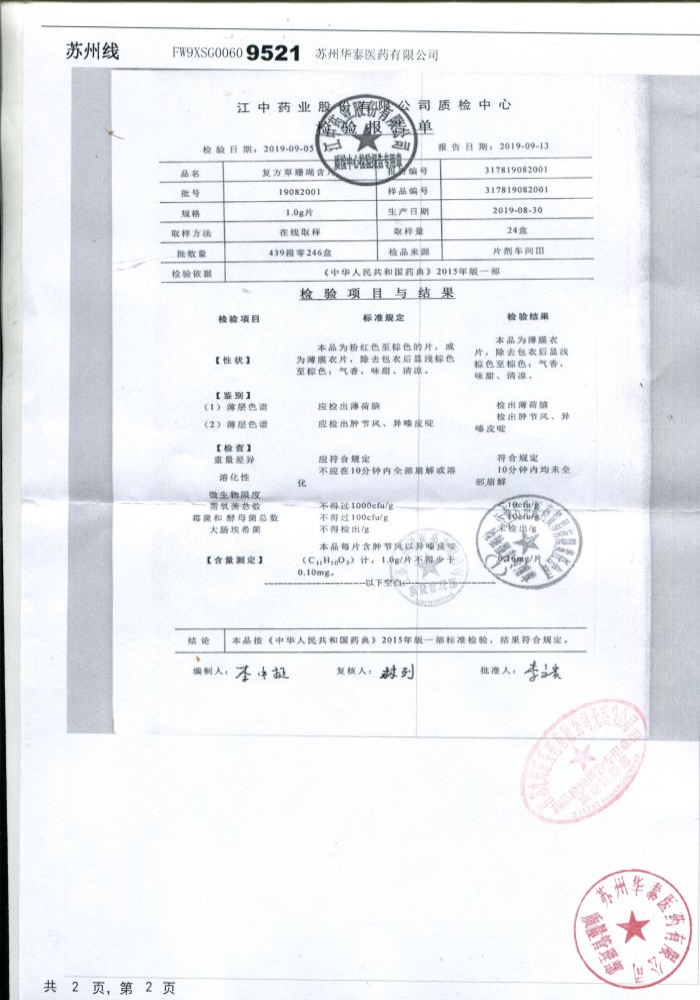 苏州线 FW9XSG0060 9521 苏州华泰医药有限公司
江中药业股份有限公司质检中心
检验报告单
检验日期：2019-09-05 报告日期：2019-09-13
品名 复方草珊瑚含片 报告编号 317819082001
批号 19082001 样品编号 317819082001
规格 1.0g/片 生产日期 2019-08-30
取样方法 在线取样 取样量 24盒
批数量 439箱零246盒 检品来源 片剂车间III
检验依据 《中华人民共和国药典》2015年版一部
检验项目与结果
检验项目 标准规定 检验结果
【性状】 本品为粉红色至棕色的片，或为薄膜衣片，除去包衣后显浅棕色至棕色；气香，味甜、清凉。 本品为薄膜衣片，除去包衣后显浅棕色至棕色；气香，味甜、清凉。
【鉴别】
（1）薄层色谱 应检出薄荷脑 检出薄荷脑
（2）薄层色谱 应检出肿节风、异嗪皮啶 检出肿节风、异嗪皮啶
【检查】
重量差异 应符合规定 符合规定
溶化性 不应在10分钟内全部崩解或溶化 10分钟内均未全部崩解
微生物限度
需氧菌总数 不得过1000cfu/g 10cfu/g
霉菌和酵母菌总数 不得过100cfu/g 10cfu/g
大肠埃希菌 不得检出/g 未检出/g
【含量测定】 本品每片含肿节风以异嗪皮啶（C11H10O5）计，1.0g/片不得少于0.10mg。 0.16mg/片
以下空白
结论 本品按《中华人民共和国药典》2015年版一部标准检验，结果符合规定。
编制人： 复核人： 批准人：
苏州华泰医药有限公司
质量管理部
共 2 页，第 2 页